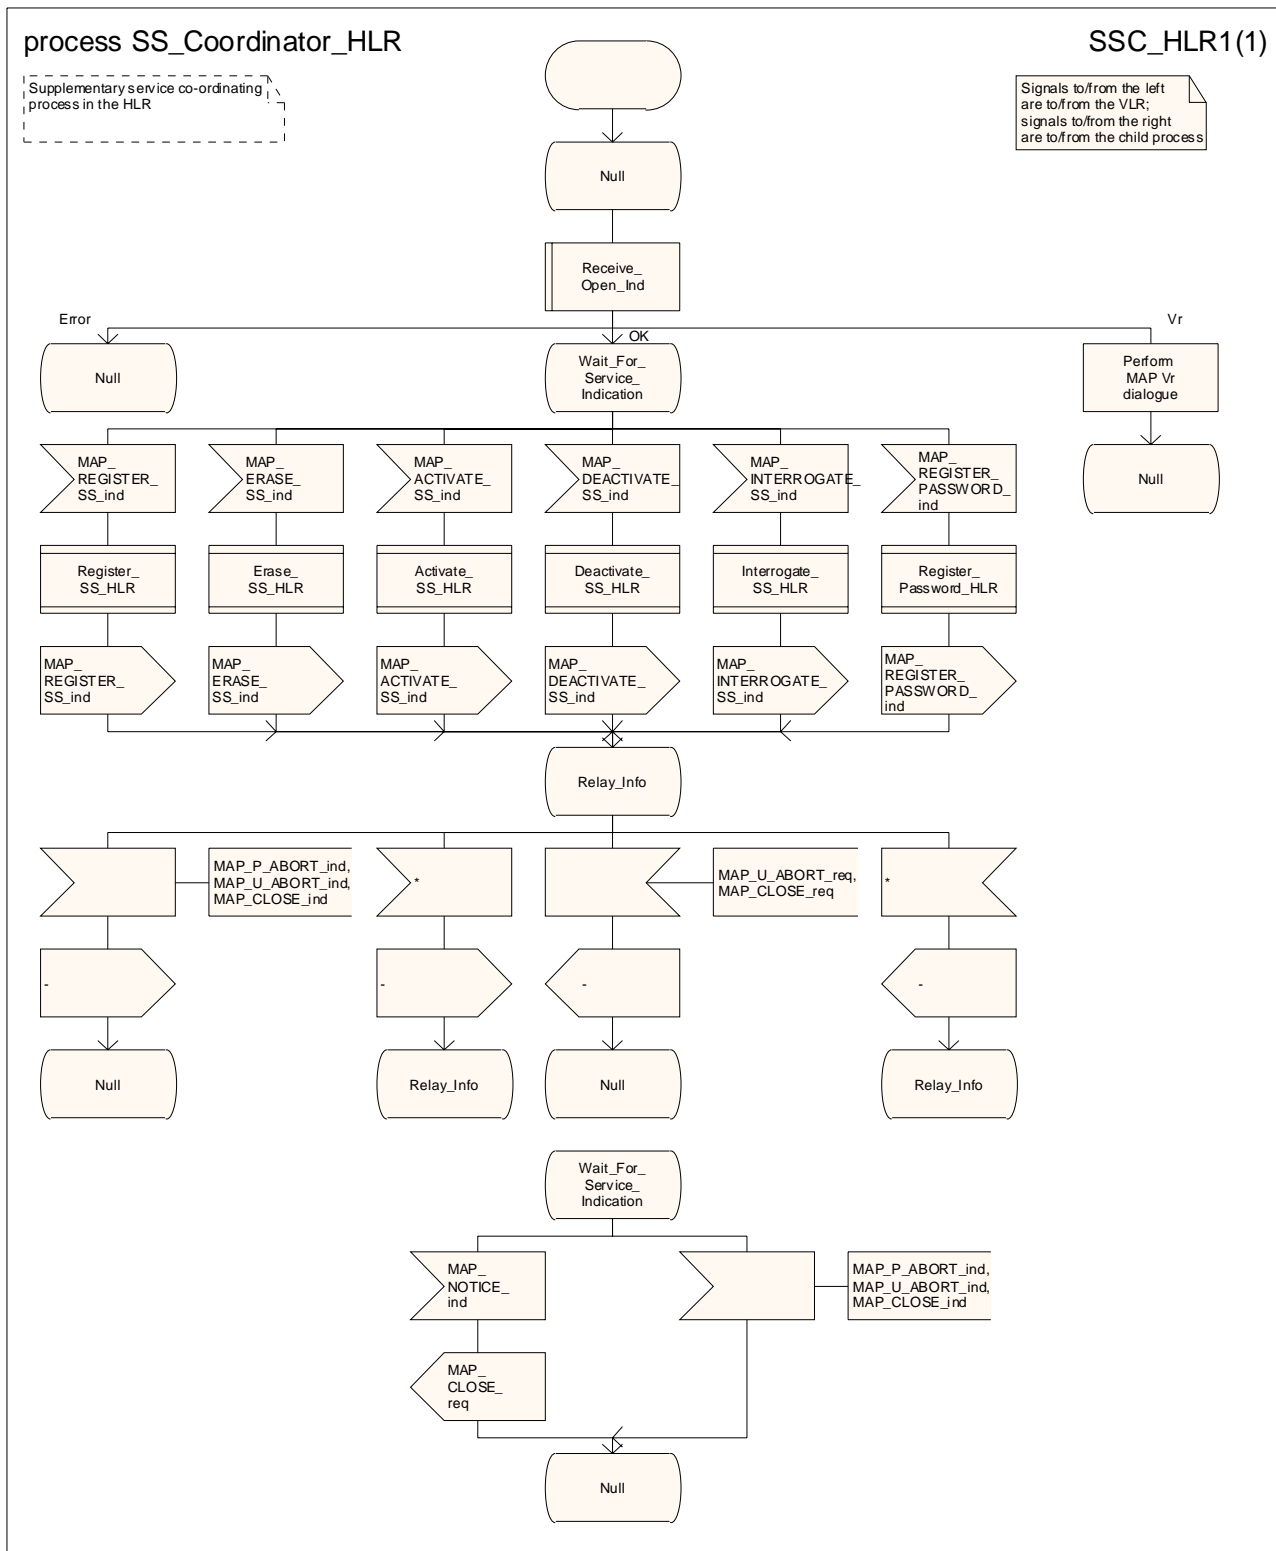 process SS_Coordinator_HLR
SSC_HLR1(1)
Supplementary service co-ordinating
process in the HLR
Signals to/from the left
are to/from the VLR;
signals to/from the right
are to/from the child process
Null
Receive_
Open_Ind
Error
OK
Vr
Null
Wait_For_
Service_
Indication
Perform
MAP Vr
dialogue
MAP_
REGISTER_
SS_ind
MAP_
ERASE_
SS_ind
MAP_
ACTIVATE_
SS_ind
MAP_
DEACTIVATE_
SS_ind
MAP_
INTERROGATE_
SS_ind
MAP_
REGISTER_
PASSWORD_
ind
Null
Register_
SS_HLR
Erase_
SS_HLR
Activate_
SS_HLR
Deactivate_
SS_HLR
Interrogate_
SS_HLR
Register_
Password_HLR
MAP_
REGISTER_
SS_ind
MAP_
ERASE_
SS_ind
MAP_
ACTIVATE_
SS_ind
MAP_
DEACTIVATE_
SS_ind
MAP_
INTERROGATE_
SS_ind
MAP_
REGISTER_
PASSWORD_
ind
Relay_Info
MAP_P_ABORT_ind,
MAP_U_ABORT_ind,
MAP_CLOSE_ind
*
MAP_U_ABORT_req,
MAP_CLOSE_req
*
-
-
-
-
Null
Relay_Info
Null
Relay_Info
Wait_For_
Service_
Indication
MAP_
NOTICE_
ind
MAP_P_ABORT_ind,
MAP_U_ABORT_ind,
MAP_CLOSE_ind
MAP_
CLOSE_
req
Null